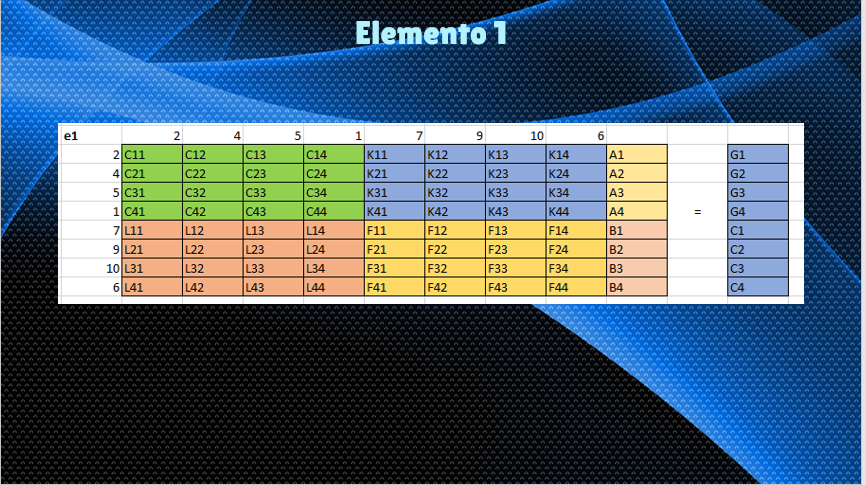 Elemento 1
e1 2 4 5 1 7 9 10 6
2 C11 C12 C13 C14 K11 K12 K13 K14 A1 G1
4 C21 C22 C23 C24 K21 K22 K23 K24 A2 G2
5 C31 C32 C33 C34 K31 K32 K33 K34 A3 G3
1 C41 C42 C43 C44 K41 K42 K43 K44 A4 = G4
7 L11 L12 L13 L14 F11 F12 F13 F14 B1 C1
9 L21 L22 L23 L24 F21 F22 F23 F24 B2 C2
10 L31 L32 L33 L34 F31 F32 F33 F34 B3 C3
6 L41 L42 L43 L44 F41 F42 F43 F44 B4 C4